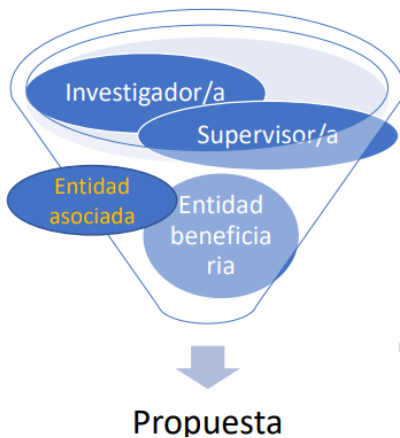 Investigador/a
Supervisor/a
Entidad
asociada
Entidad
beneficia
ria
Propuesta